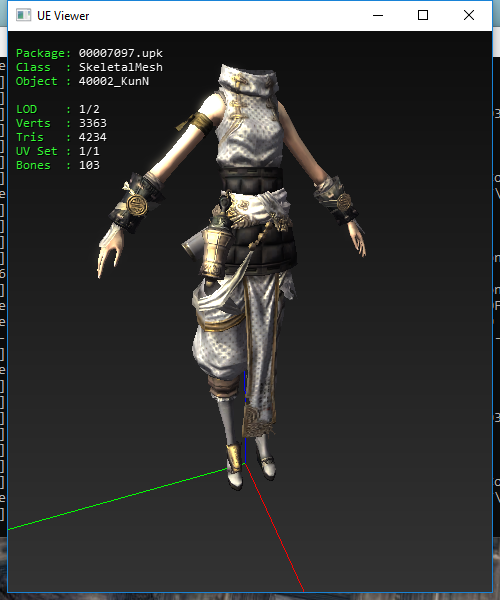 UE Viewer
Package: 00007097.upk
Class : SkeletalMesh
Object : 40002_KunN
LOD : 1/2
Verts : 3363
Tris : 4234
UV Set : 1/1
Bones : 103